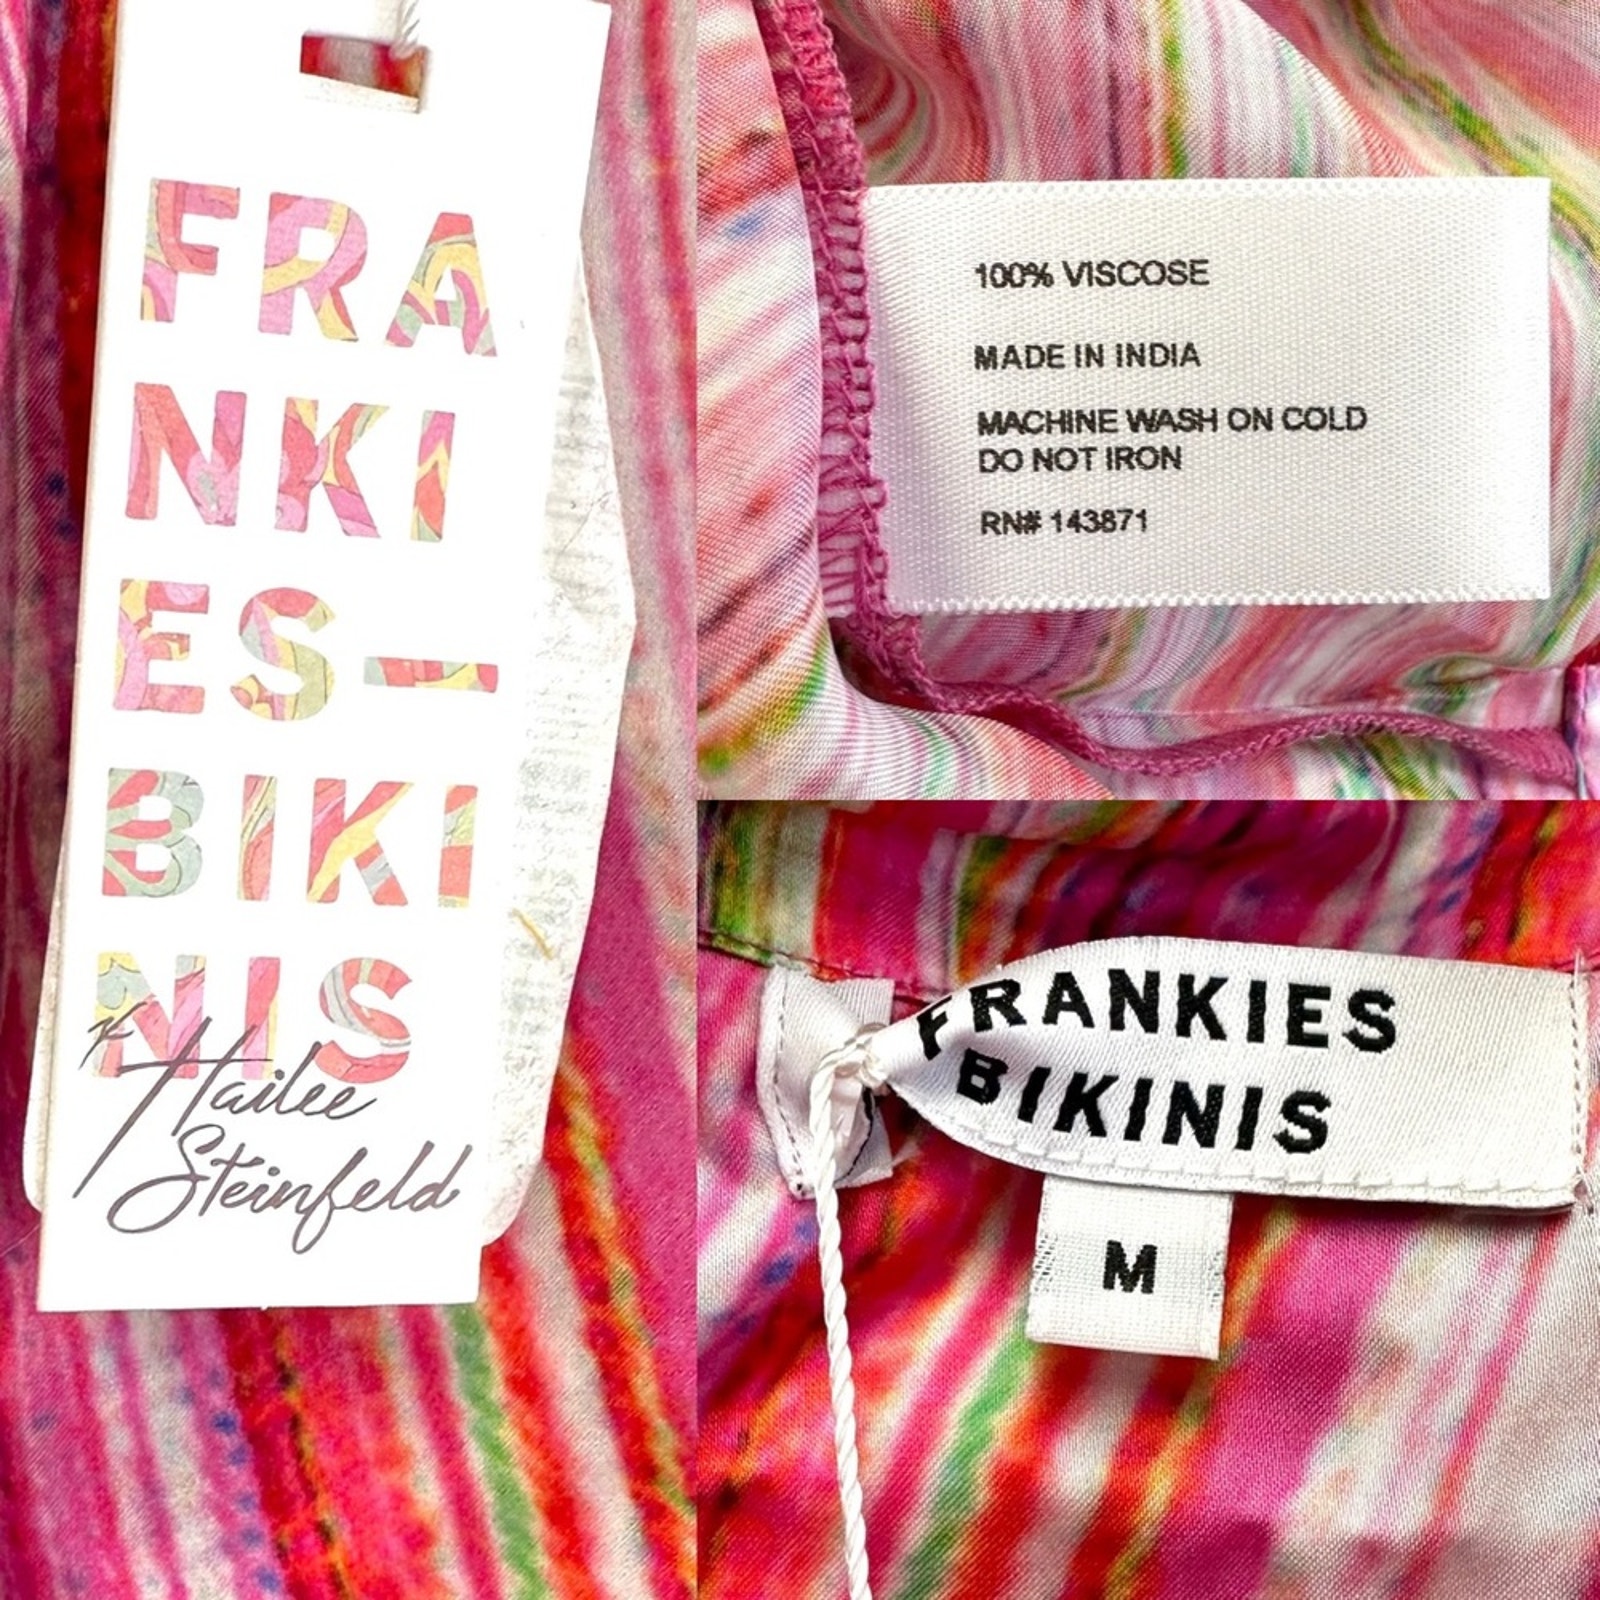 FRA
NKI
ES—
BIKI
NIS
x Hailee
Steinfeld
100% VISCOSE
MADE IN INDIA
MACHINE WASH ON COLD
DO NOT IRON
RN# 143871
FRANKIES
BIKINIS
M